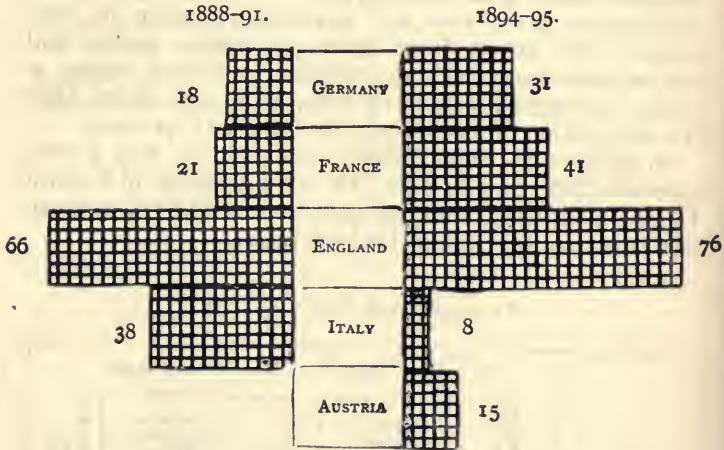 1888–91. 1894–95.
18 GERMANY 31
21 FRANCE 41
66 ENGLAND 76
38 ITALY 8
AUSTRIA 15